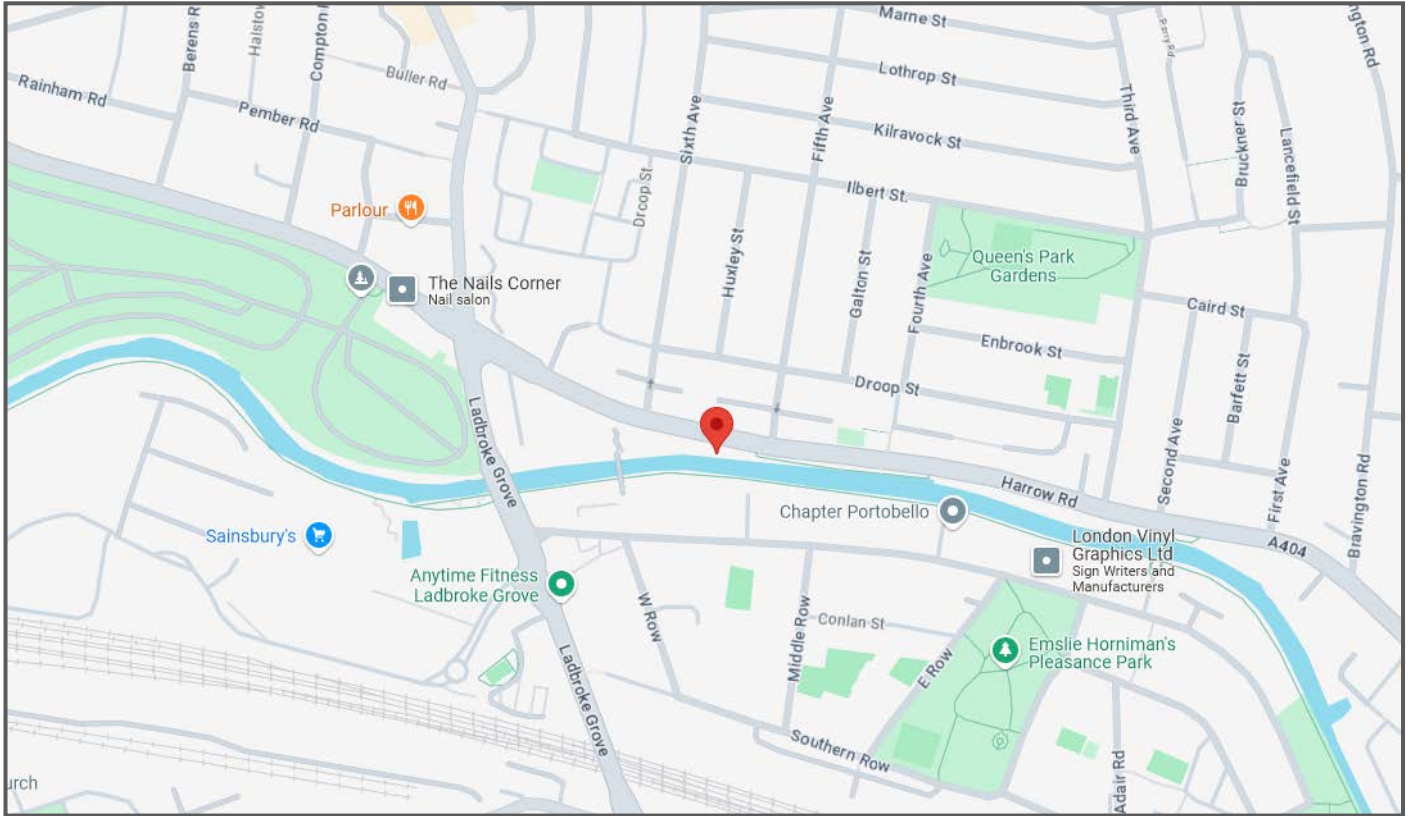 Marne St
Berens R
Halstow
Compton
Buller Rd
Lothrop St
Perry Rd
ngton Rd
Rainham Rd
Pember Rd
Sixth Ave
Fifth Ave
Kilravock St
Third Ave
Bruckner St
Lancefield St
Ilbert St.
Droop St
Parlour
Huxley St
Galton St
Fourth Ave
Queen's Park
Gardens
The Nails Corner
Nail salon
Caird St
Enbrook St
Droop St
Barfett St
Ladbroke Grove
Second Ave
First Ave
Bravington Rd
Harrow Rd
A404
Chapter Portobello
Sainsbury's
London Vinyl
Graphics Ltd
Sign Writers and
Manufacturers
Anytime Fitness
Ladbroke Grove
W Row
Middle Row
Conlan St
E Row
Emslie Horniman's
Pleasance Park
Ladbroke Grove
Southern Row
Adair Rd
urch